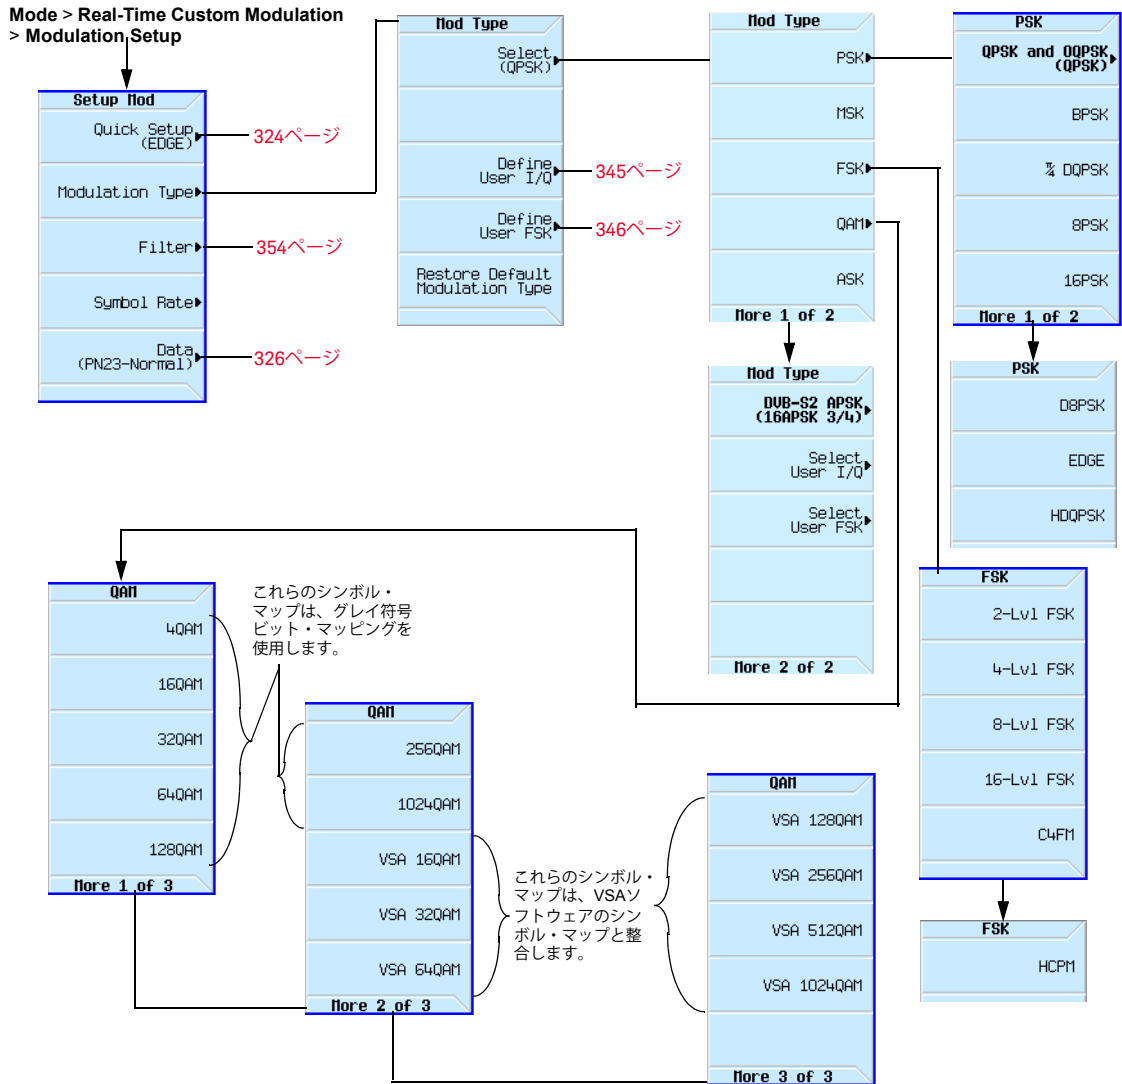 Mode > Real-Time Custom Modulation
> Modulation Setup
Setup Mod
Quick Setup
(EDGE)
324ページ
Modulation Type
Filter
354ページ
Symbol Rate
Data
(PN23-Normal)
326ページ
Mod Type
Select
(QPSK)
Define
User I/Q
345ページ
Define
User FSK
346ページ
Restore Default
Modulation Type
Mod Type
PSK
MSK
FSK
QAM
ASK
More 1 of 2
Mod Type
DVB-S2 APSK
(16APSK 3/4)
Select
User I/Q
Select
User FSK
More 2 of 2
PSK
QPSK and OQPSK
(QPSK)
BPSK
π/4 DQPSK
8PSK
16PSK
More 1 of 2
PSK
D8PSK
EDGE
HDQPSK
FSK
2-Lvl FSK
4-Lvl FSK
8-Lvl FSK
16-Lvl FSK
C4FM
FSK
HCPM
QAM
4QAM
16QAM
32QAM
64QAM
128QAM
More 1 of 3
これらのシンボル・
マップは、グレイ符号
ビット・マッピングを
使用します。
QAM
256QAM
1024QAM
VSA 16QAM
VSA 32QAM
VSA 64QAM
More 2 of 3
これらのシンボル・
マップは、VSAソ
フトウェアのシン
ボル・マップと整
合します。
QAM
VSA 128QAM
VSA 256QAM
VSA 512QAM
VSA 1024QAM
More 3 of 3